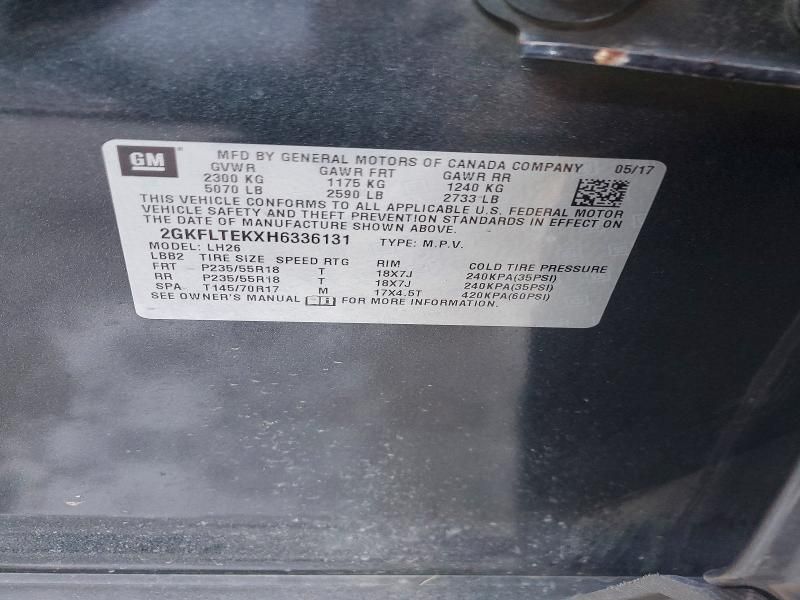 GM
MFD BY GENERAL MOTORS OF CANADA COMPANY 05/17
GVWR GAWR FRT GAWR RR
2300 KG 1175 KG 1240 KG
5070 LB 2590 LB 2733 LB
THIS VEHICLE CONFORMS TO ALL APPLICABLE U.S. FEDERAL MOTOR
VEHICLE SAFETY AND THEFT PREVENTION STANDARDS IN EFFECT ON
THE DATE OF MANUFACTURE SHOWN ABOVE.
2GKFLTEKXH6336131 TYPE: M.P.V.
MODEL: LH26
LBB2 TIRE SIZE SPEED RTG RIM COLD TIRE PRESSURE
FRT P235/55R18 T 18X7J 240KPA(35PSI)
RR P235/55R18 T 18X7J 240KPA(35PSI)
SPA T145/70R17 M 17X4.5T 420KPA(60PSI)
SEE OWNER'S MANUAL FOR MORE INFORMATION.